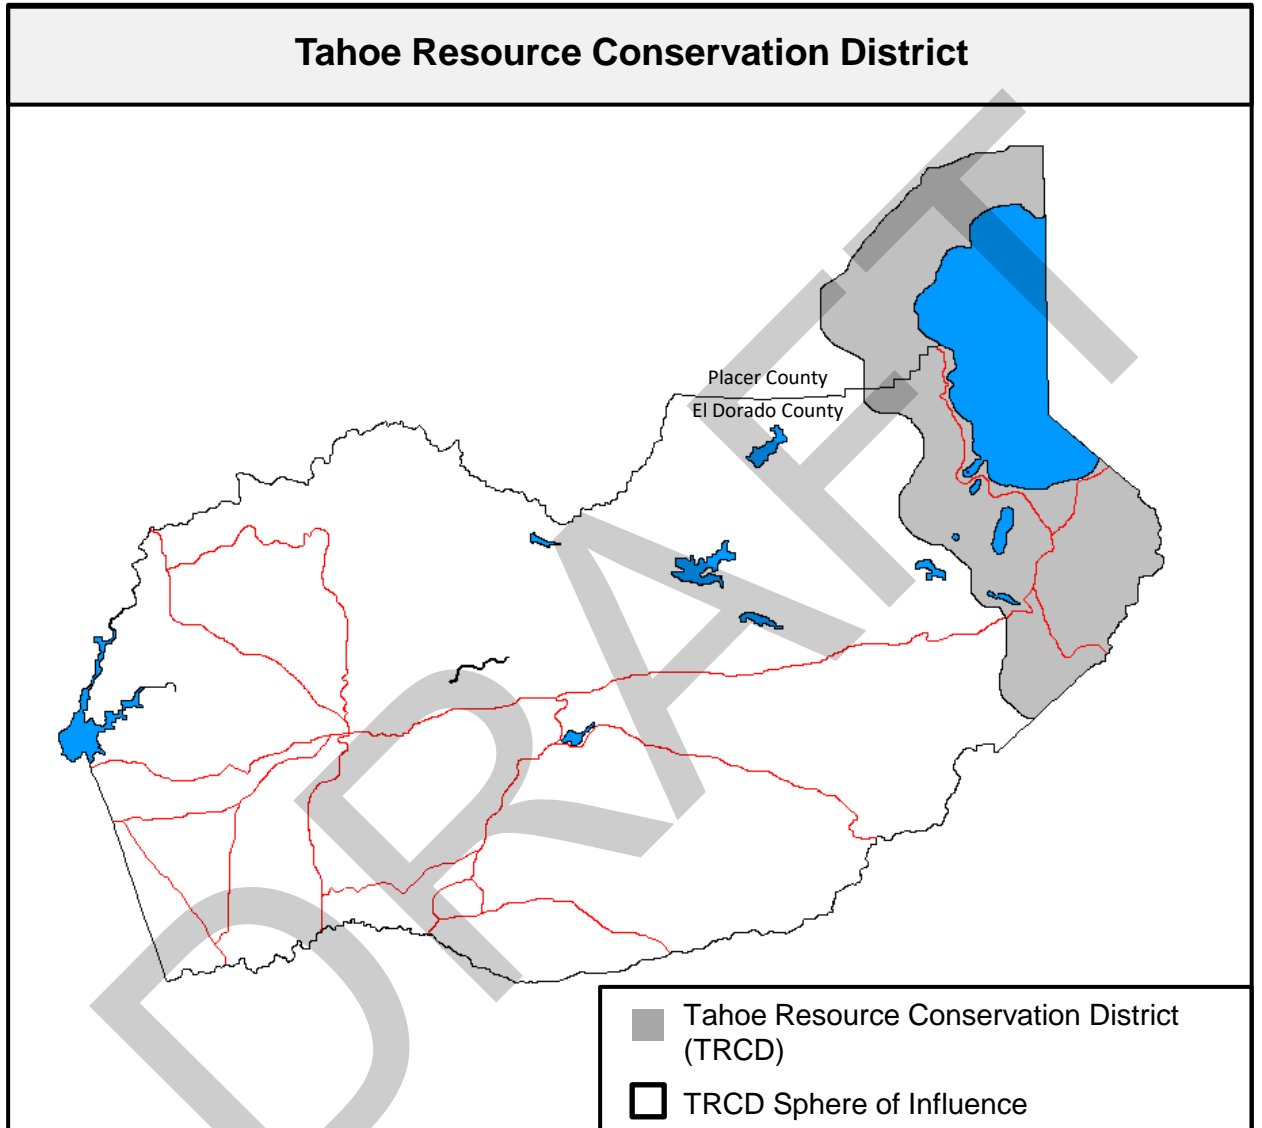 Tahoe Resource Conservation District
Placer County
El Dorado County
DRAFT
Tahoe Resource Conservation District
(TRCD)
TRCD Sphere of Influence